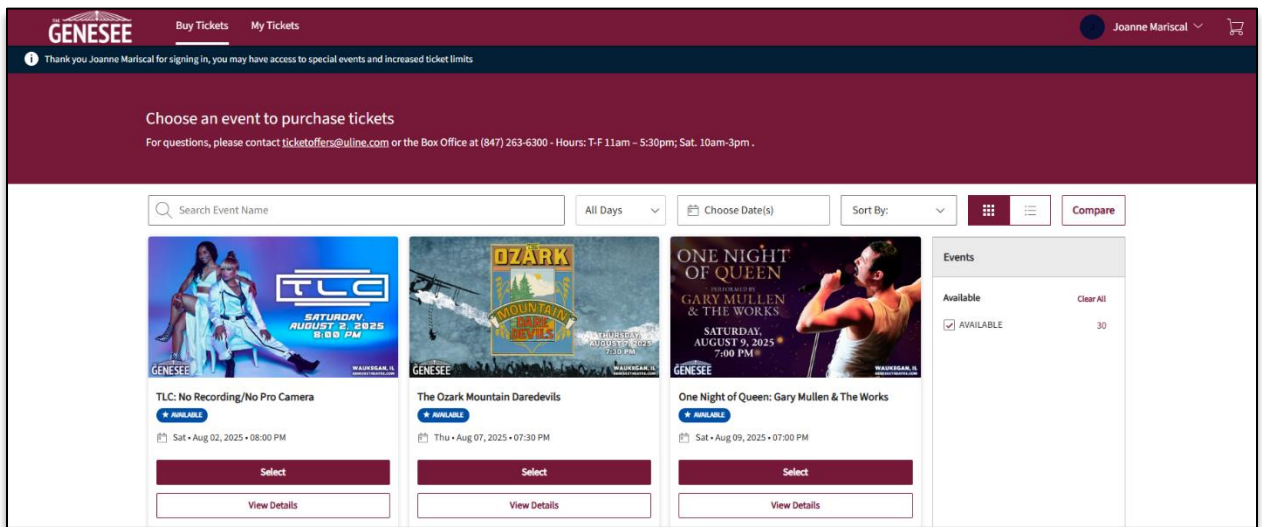 THE
GENESEE
Buy Tickets
My Tickets
Joanne Mariscal
Thank you Joanne Mariscal for signing in, you may have access to special events and increased ticket limits
Choose an event to purchase tickets
For questions, please contact ticketoffers@uline.com or the Box Office at (847) 263-6300 - Hours: T-F 11am – 5:30pm; Sat. 10am-3pm .
Search Event Name
All Days
Choose Date(s)
Sort By:
Compare
TLC
SATURDAY,
AUGUST 2, 2025
8:00 PM
GENESEE
WAUKEGAN, IL
TLC: No Recording/No Pro Camera
★ AVAILABLE
Sat • Aug 02, 2025 • 08:00 PM
Select
View Details
THE
OZARK
MOUNTAIN
DARE
DEVILS
THURSDAY,
AUGUST 7, 2025
7:30 PM
GENESEE
WAUKEGAN, IL
The Ozark Mountain Daredevils
★ AVAILABLE
Thu • Aug 07, 2025 • 07:30 PM
Select
View Details
ONE NIGHT
OF QUEEN
PERFORMED BY
GARY MULLEN
& THE WORKS
SATURDAY,
AUGUST 9, 2025
7:00 PM
GENESEE
WAUKEGAN, IL
One Night of Queen: Gary Mullen & The Works
★ AVAILABLE
Sat • Aug 09, 2025 • 07:00 PM
Select
View Details
Events
Available
Clear All
AVAILABLE
30